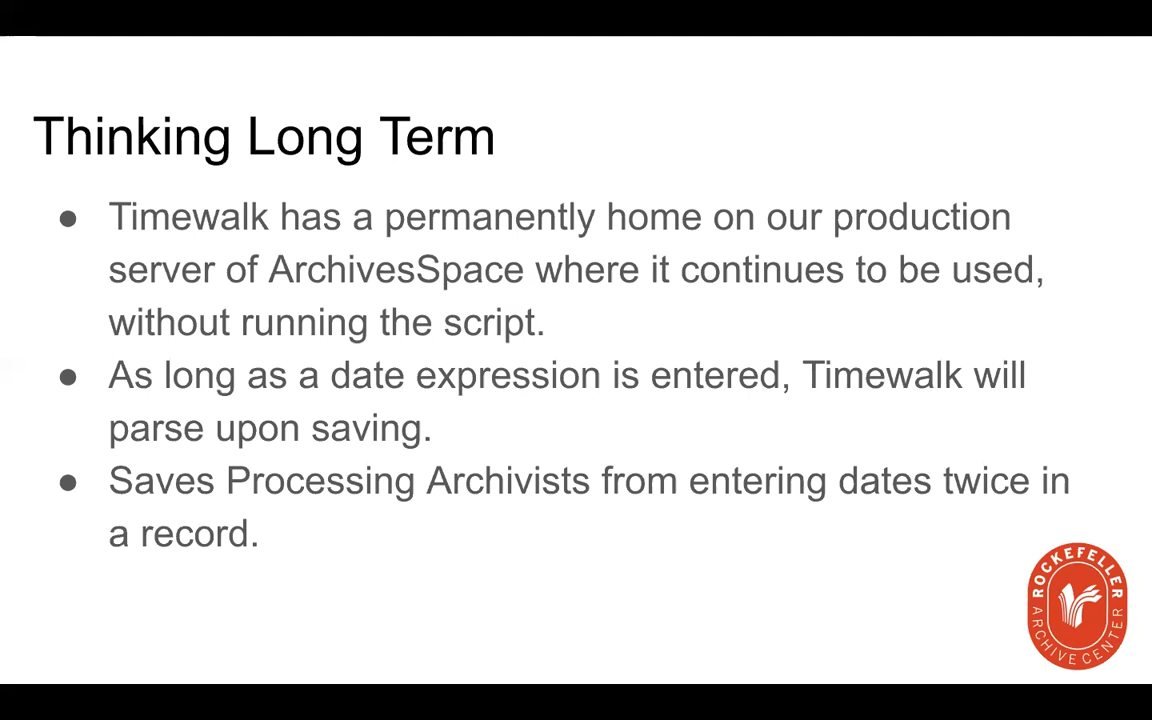 Thinking Long Term
● Timewalk has a permanently home on our production
server of ArchivesSpace where it continues to be used,
without running the script.
● As long as a date expression is entered, Timewalk will
parse upon saving.
● Saves Processing Archivists from entering dates twice in
a record.
ROCKEFELLER
ARCHIVE CENTER